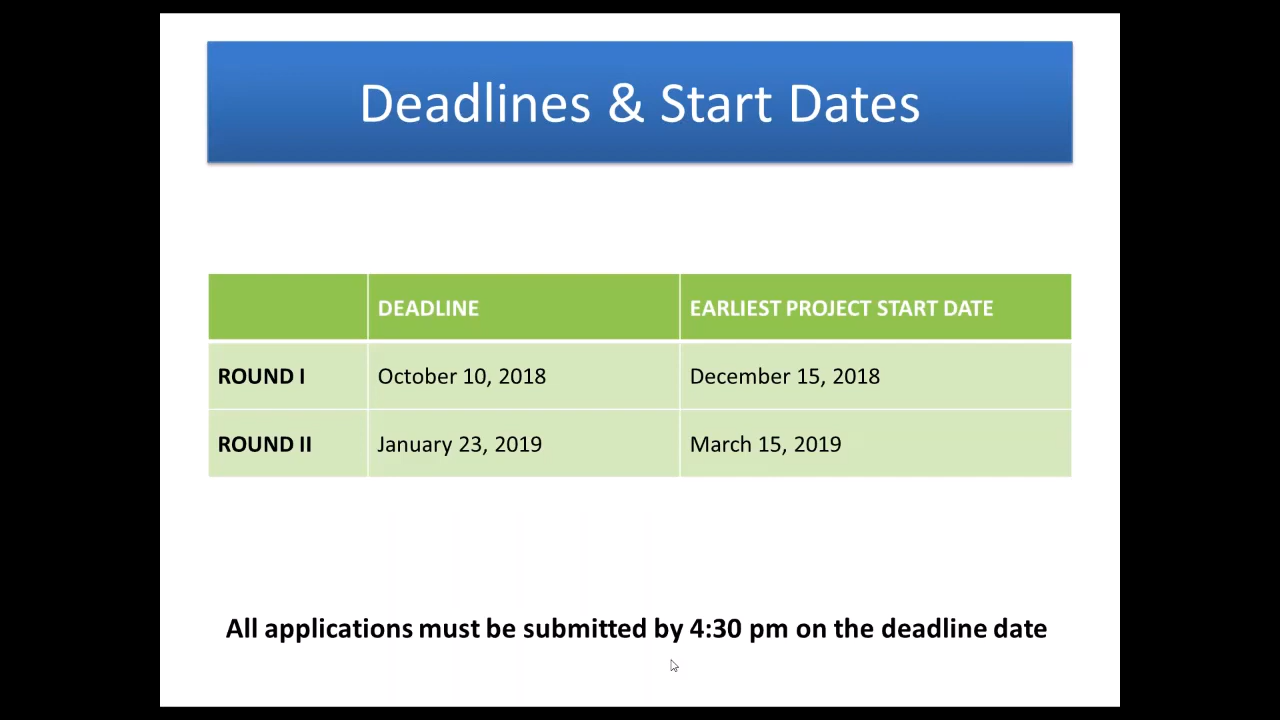 Deadlines & Start Dates
DEADLINE EARLIEST PROJECT START DATE
ROUND I October 10, 2018 December 15, 2018
ROUND II January 23, 2019 March 15, 2019
All applications must be submitted by 4:30 pm on the deadline date